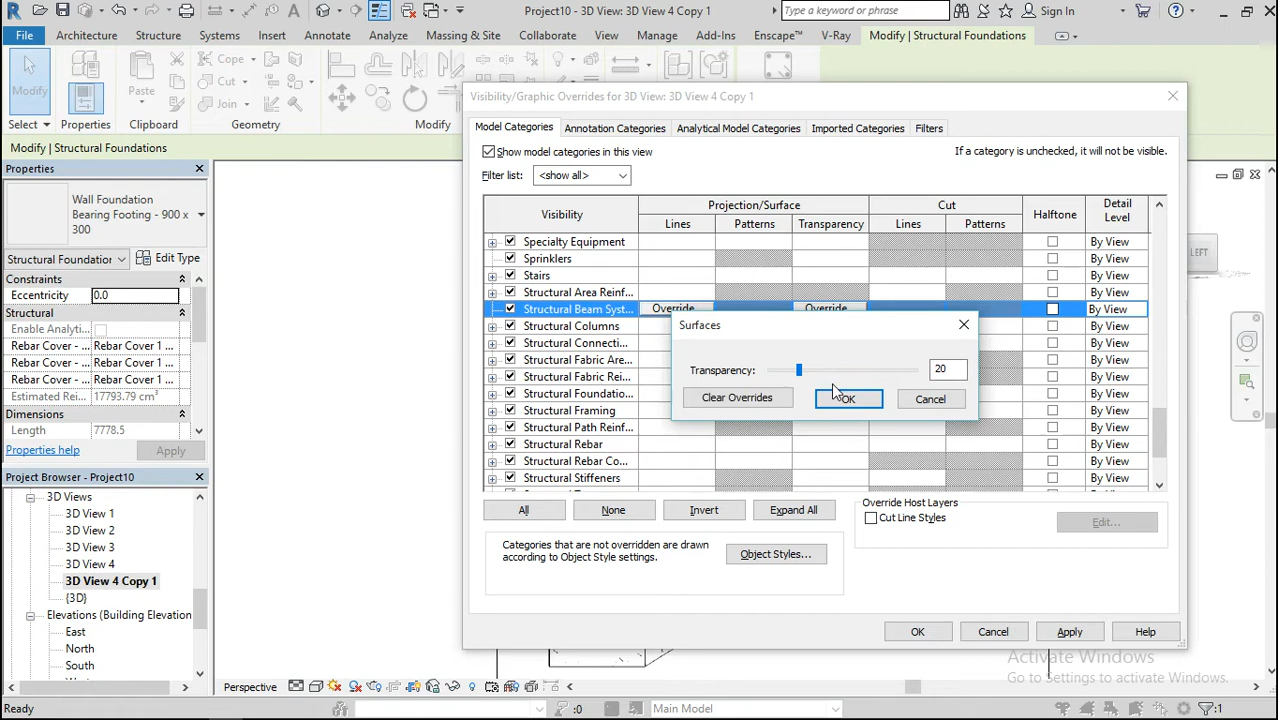 Project10 - 3D View: 3D View 4 Copy 1
Type a keyword or phrase
Sign In
File Architecture Structure Systems Insert Annotate Analyze Massing & Site Collaborate View Manage Add-Ins Enscape™ V-Ray Modify | Structural Foundations
Modify
Paste
Cope
Cut
Join
Select Properties Clipboard Geometry Modify
Modify | Structural Foundations
Properties
Wall Foundation
Bearing Footing - 900 x
300
Structural Foundation Edit Type
Constraints
Eccentricity 0.0
Structural
Enable Analyti...
Rebar Cover - ... Rebar Cover 1 ...
Rebar Cover - ... Rebar Cover 1 ...
Rebar Cover - ... Rebar Cover 1 ...
Estimated Rei... 17793.79 cm³
Dimensions
Length 7778.5
Properties help Apply
Project Browser - Project10
3D Views
3D View 1
3D View 2
3D View 3
3D View 4
3D View 4 Copy 1
{3D}
Elevations (Building Elevation
East
North
South
Visibility/Graphic Overrides for 3D View: 3D View 4 Copy 1
Model Categories Annotation Categories Analytical Model Categories Imported Categories Filters
Show model categories in this view
If a category is unchecked, it will not be visible.
Filter list: <show all>
Visibility Projection/Surface Cut Halftone Detail Level
Lines Patterns Transparency Lines Patterns
Specialty Equipment By View
Sprinklers By View
Stairs By View
Structural Area Reinf... By View
Structural Beam Syst... Override... Override... By View
Structural Columns By View
Structural Connecti... By View
Structural Fabric Are... By View
Structural Fabric Rei... By View
Structural Foundatio... By View
Structural Framing By View
Structural Path Reinf... By View
Structural Rebar By View
Structural Rebar Co... By View
Structural Stiffeners By View
Surfaces
Transparency: 20
Clear Overrides OK Cancel
All None Invert Expand All
Override Host Layers
Cut Line Styles Edit...
Categories that are not overridden are drawn
according to Object Style settings.
Object Styles...
OK Cancel Apply Help
LEFT
Activate Windows
Go to Settings to activate Windows.
Perspective
Ready :0 Main Model :1